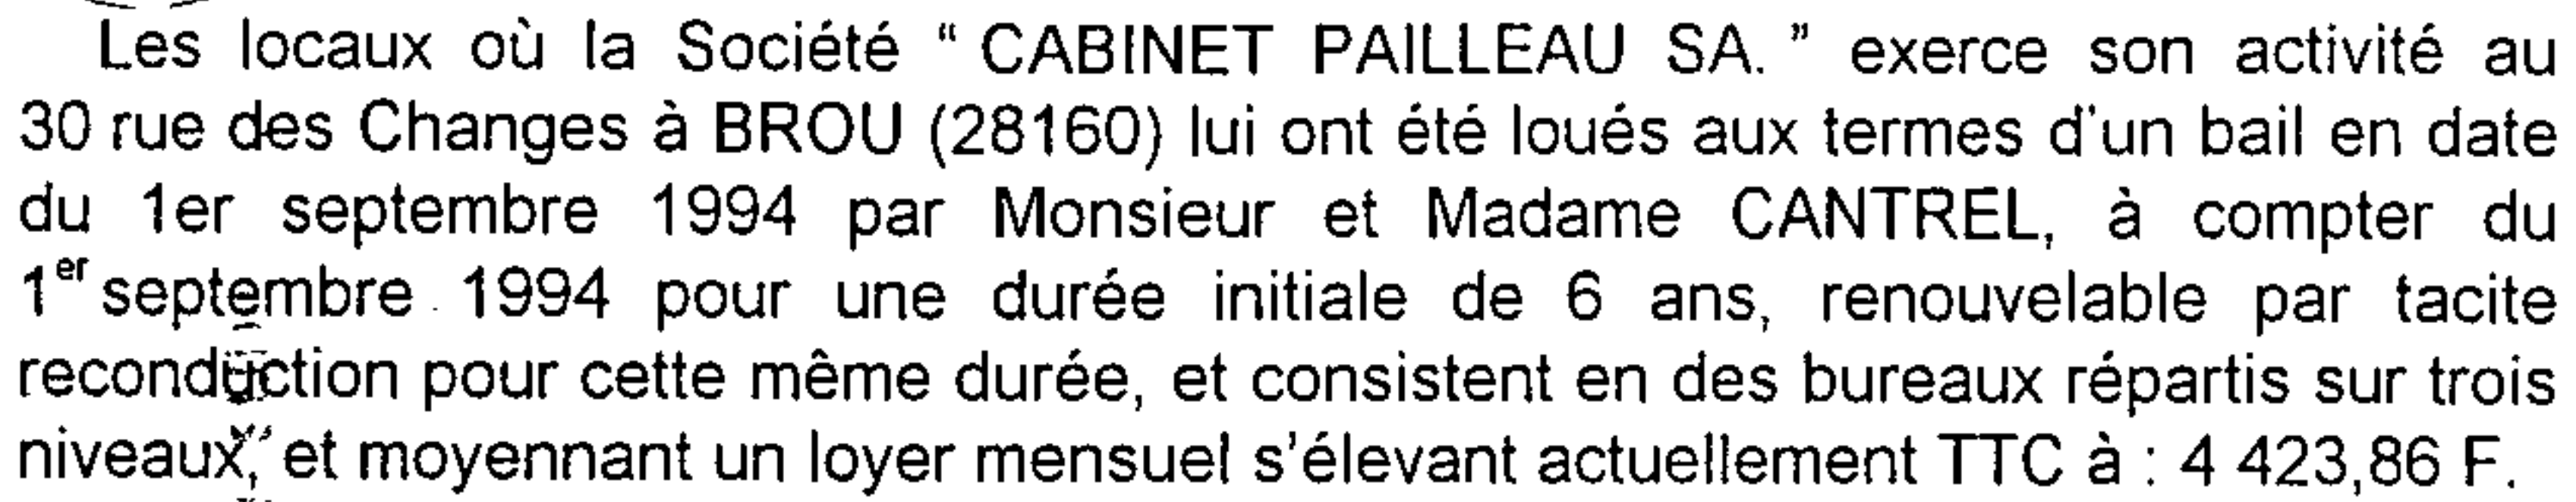 Les locaux où la Société " CABINET PAILLEAU SA. " exerce son activité au
30 rue des Changes à BROU (28160) lui ont été loués aux termes d'un bail en date
du 1er septembre 1994 par Monsieur et Madame CANTREL, à compter du
1er septembre 1994 pour une durée initiale de 6 ans, renouvelable par tacite
reconduction pour cette même durée, et consistent en des bureaux répartis sur trois
niveaux, et moyennant un loyer mensuel s'élevant actuellement TTC à : 4 423,86 F.